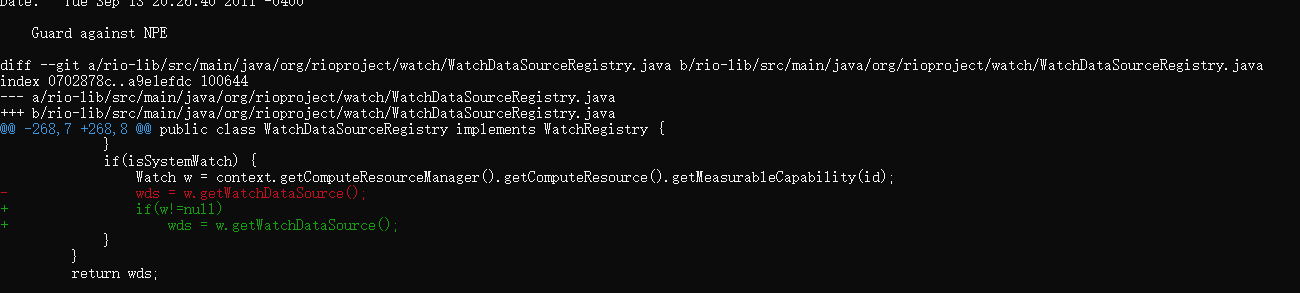 Date:   Tue Sep 13 20:26:40 2011 -0400
    Guard against NPE
diff --git a/rio-lib/src/main/java/org/rioproject/watch/WatchDataSourceRegistry.java b/rio-lib/src/main/java/org/rioproject/watch/WatchDataSourceRegistry.java
index 0702878c..a9e1efdc 100644
--- a/rio-lib/src/main/java/org/rioproject/watch/WatchDataSourceRegistry.java
+++ b/rio-lib/src/main/java/org/rioproject/watch/WatchDataSourceRegistry.java
@@ -268,7 +268,8 @@ public class WatchDataSourceRegistry implements WatchRegistry {
             }
             if(isSystemWatch) {
                 Watch w = context.getComputeResourceManager().getComputeResource().getMeasurableCapability(id);
-                wds = w.getWatchDataSource();
+                if(w!=null)
+                    wds = w.getWatchDataSource();
             }
         }
         return wds;